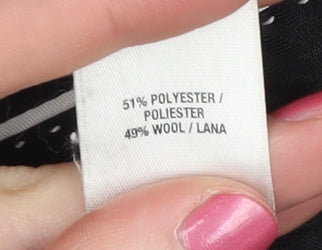 51% POLYESTER /
POLIESTER
49% WOOL / LANA